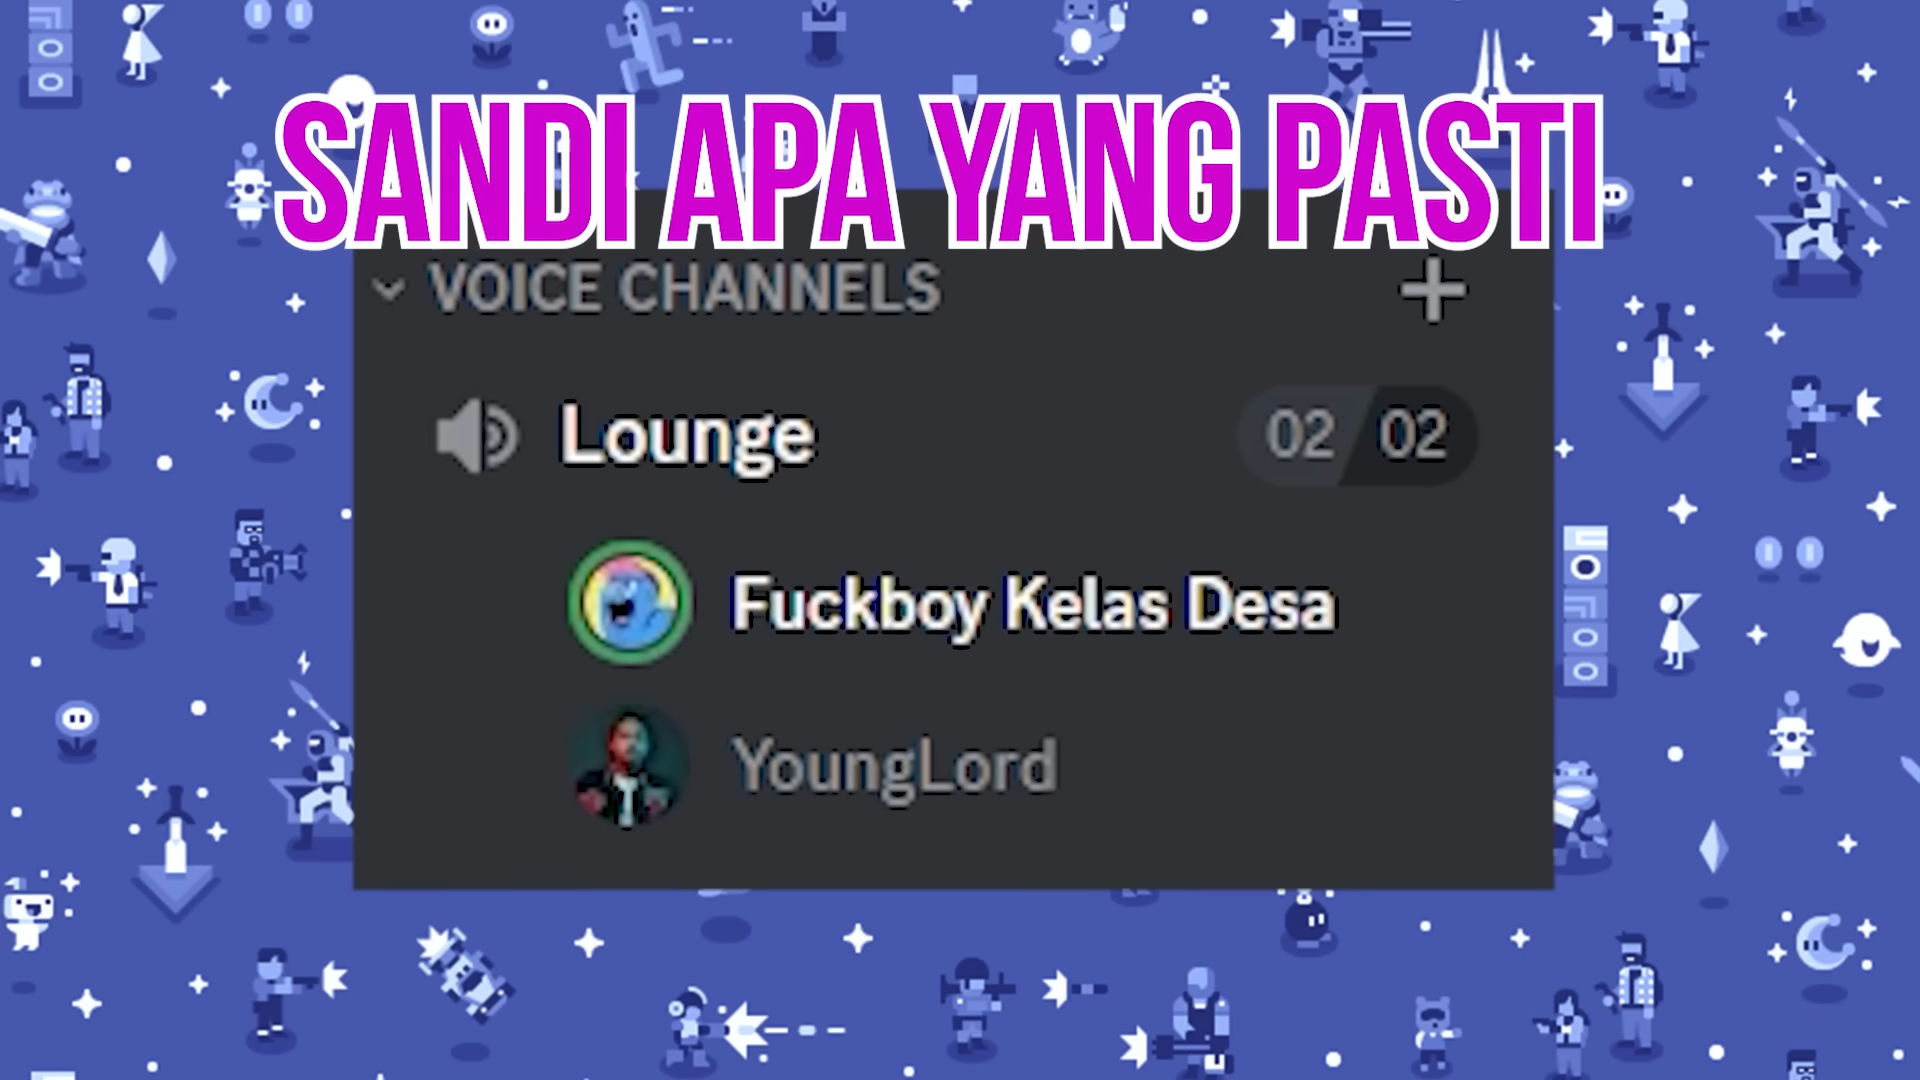 SANDI APA YANG PASTI
VOICE CHANNELS
Lounge 02 02
Fuckboy Kelas Desa
YoungLord